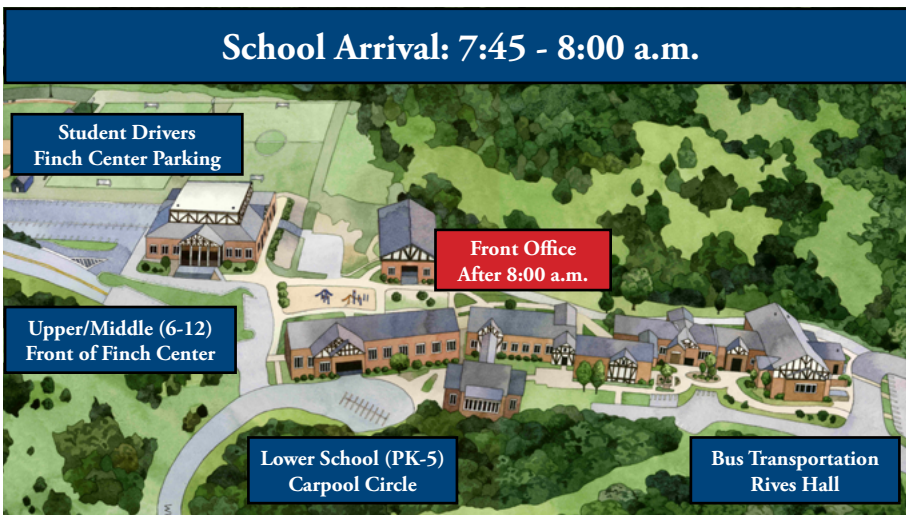 School Arrival: 7:45 - 8:00 a.m.
Student Drivers
Finch Center Parking
Front Office
After 8:00 a.m.
Upper/Middle (6-12)
Front of Finch Center
Lower School (PK-5)
Carpool Circle
Bus Transportation
Rives Hall